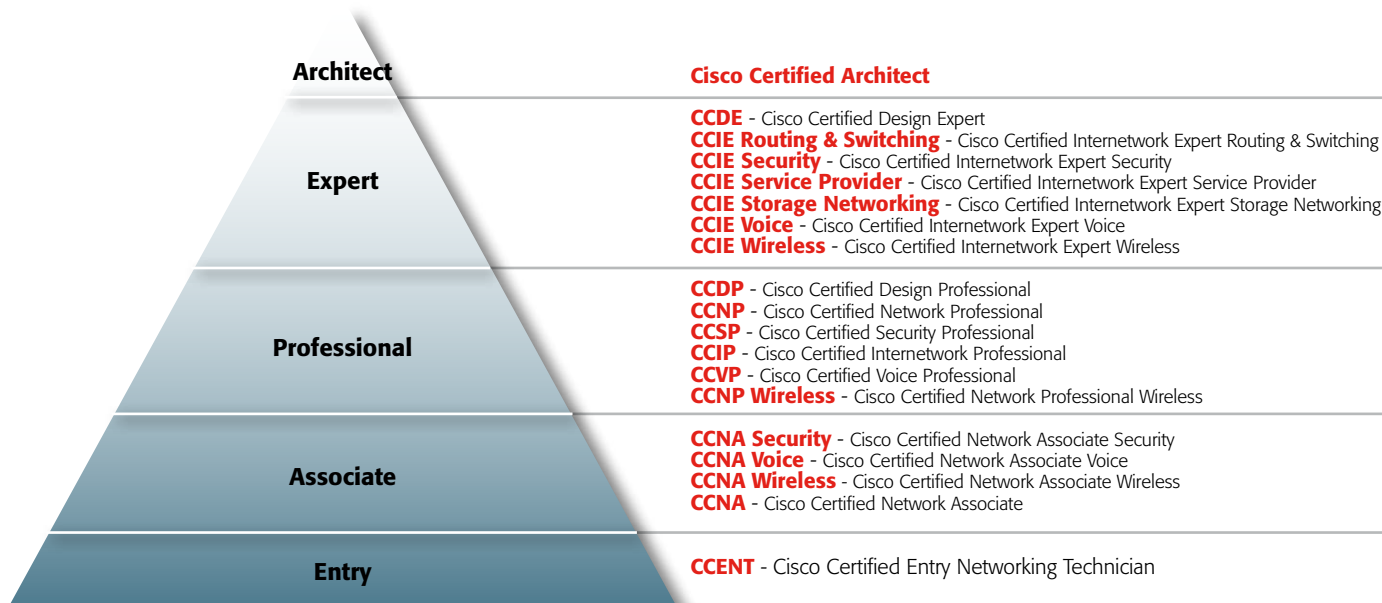 Architect
Cisco Certified Architect
Expert
CCDE - Cisco Certified Design Expert
CCIE Routing & Switching - Cisco Certified Internetwork Expert Routing & Switching
CCIE Security - Cisco Certified Internetwork Expert Security
CCIE Service Provider - Cisco Certified Internetwork Expert Service Provider
CCIE Storage Networking - Cisco Certified Internetwork Expert Storage Networking
CCIE Voice - Cisco Certified Internetwork Expert Voice
CCIE Wireless - Cisco Certified Internetwork Expert Wireless
Professional
CCDP - Cisco Certified Design Professional
CCNP - Cisco Certified Network Professional
CCSP - Cisco Certified Security Professional
CCIP - Cisco Certified Internetwork Professional
CCVP - Cisco Certified Voice Professional
CCNP Wireless - Cisco Certified Network Professional Wireless
Associate
CCNA Security - Cisco Certified Network Associate Security
CCNA Voice - Cisco Certified Network Associate Voice
CCNA Wireless - Cisco Certified Network Associate Wireless
CCNA - Cisco Certified Network Associate
Entry
CCENT - Cisco Certified Entry Networking Technician